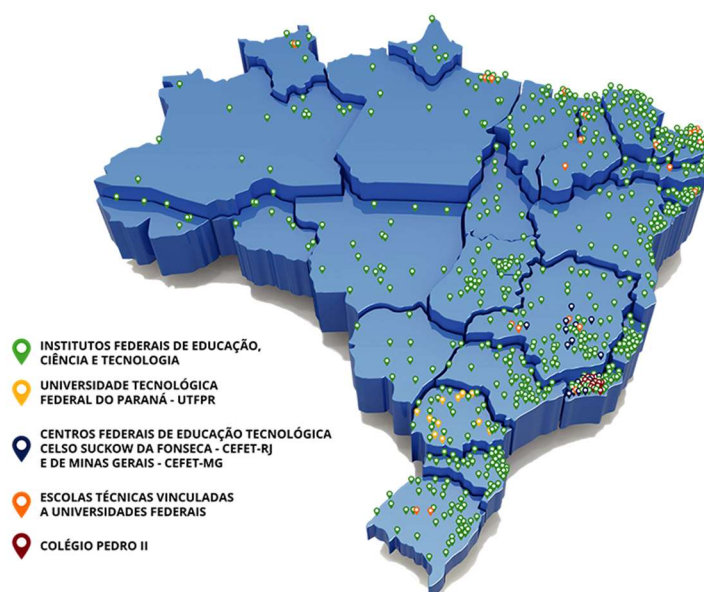 INSTITUTOS FEDERAIS DE EDUCAÇÃO,
CIÊNCIA E TECNOLOGIA
UNIVERSIDADE TECNOLÓGICA
FEDERAL DO PARANÁ - UTFPR
CENTROS FEDERAIS DE EDUCAÇÃO TECNOLÓGICA
CELSO SUCKOW DA FONSECA - CEFET-RJ
E DE MINAS GERAIS - CEFET-MG
ESCOLAS TÉCNICAS VINCULADAS
A UNIVERSIDADES FEDERAIS
COLÉGIO PEDRO II